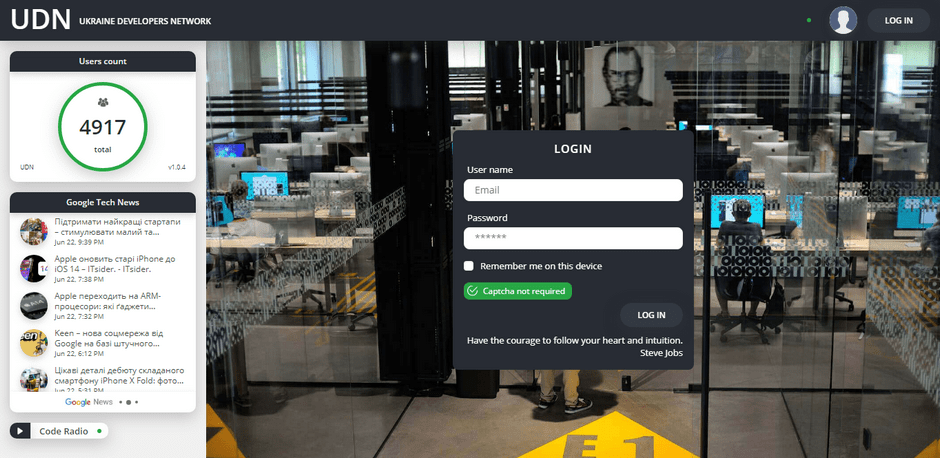 UDN UKRAINE DEVELOPERS NETWORK
LOG IN
Users count
4917
total
UDN v1.0.4
Google Tech News
Підтримати найкращі стартапи
– стимулювати малий та...
Jun 22, 9:39 PM
Apple оновить старі iPhone до
iOS 14 – ITsider. - ITsider.
Jun 22, 7:38 PM
Apple переходить на ARM-
процесори: які ґаджети...
Jun 22, 7:32 PM
Keen – нова соцмережа від
Google на базі штучного...
Jun 22, 6:12 PM
Цікаві деталі дебюту складаного
смартфону iPhone X Fold: фото...
Jun 22, 5:31 PM
Google News
Code Radio
LOGIN
User name
Email
Password
******
Remember me on this device
Captcha not required
LOG IN
Have the courage to follow your heart and intuition.
Steve Jobs
E 1